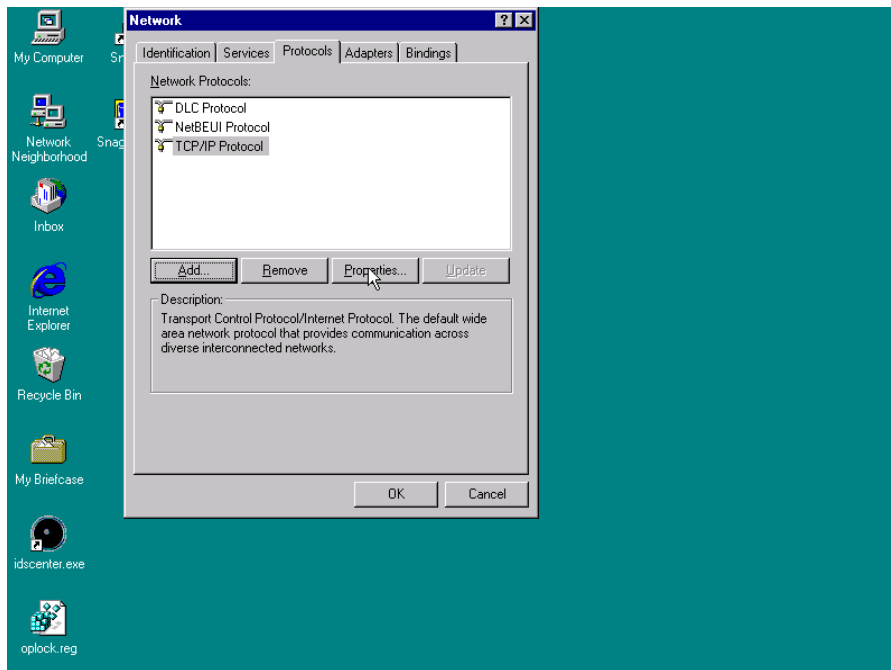 Network
Identification
Services
Protocols
Adapters
Bindings
Network Protocols:
DLC Protocol
NetBEUI Protocol
TCP/IP Protocol
Add...
Remove
Properties...
Update
Description:
Transport Control Protocol/Internet Protocol. The default wide
area network protocol that provides communication across
diverse interconnected networks.
OK
Cancel
My Computer
Sn
Network
Neighborhood
Snag
Inbox
Internet
Explorer
Recycle Bin
My Briefcase
idscenter.exe
oplock.reg